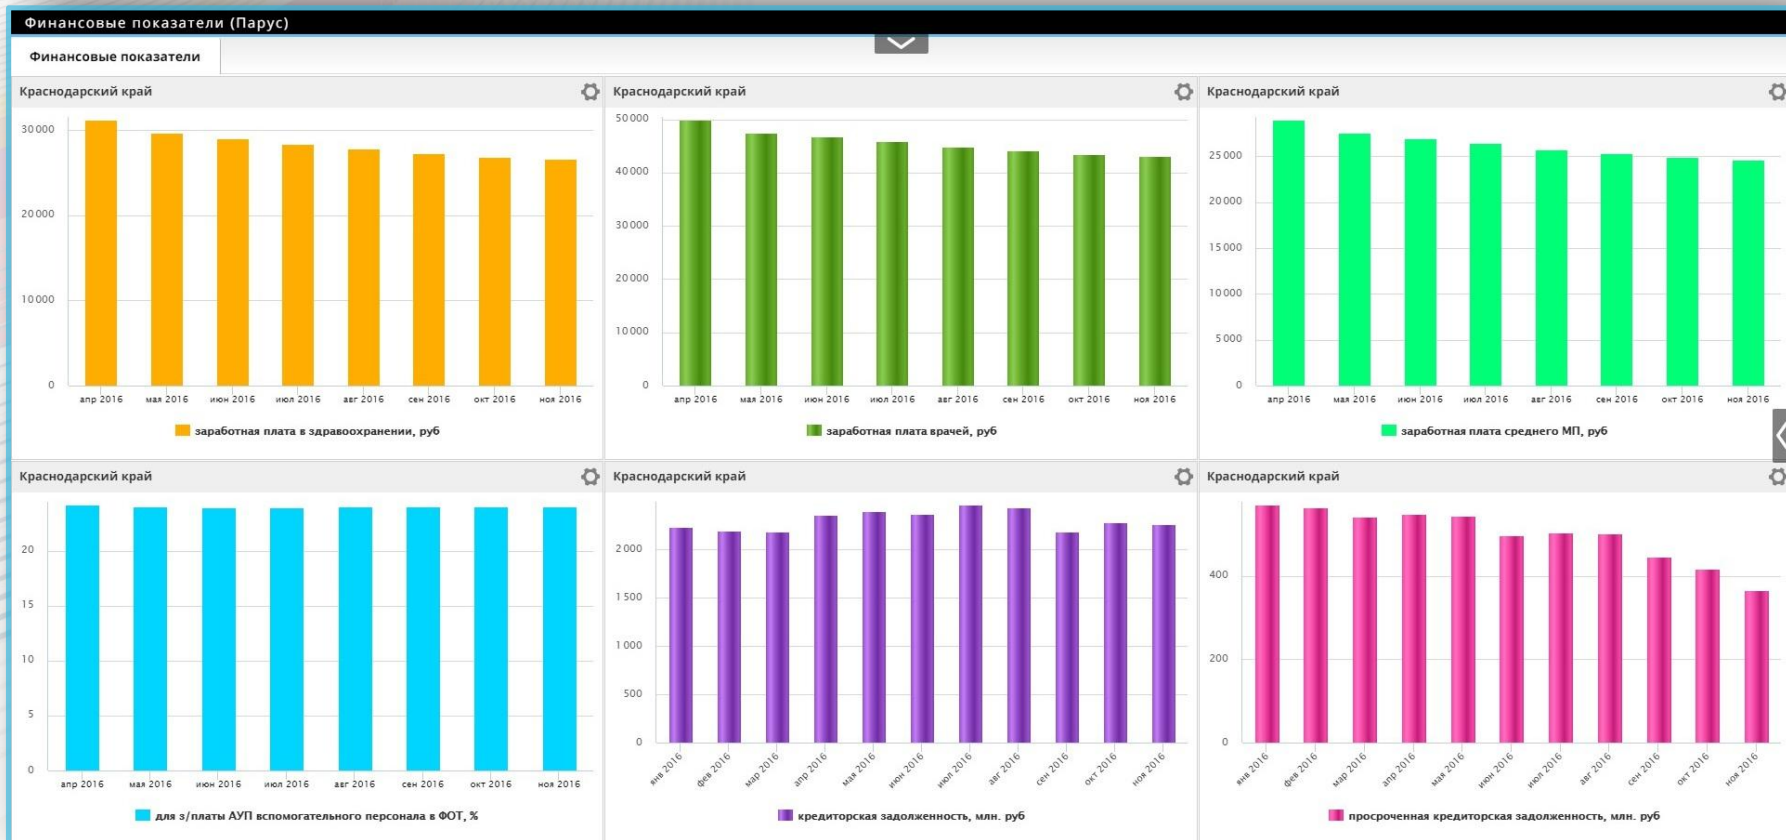 Финансовые показатели (Парус)
Финансовые показатели
Краснодарский край
30000
20000
10000
0
апр 2016 мая 2016 июн 2016 июл 2016 авг 2016 сен 2016 окт 2016 ноя 2016
заработная плата в здравоохранении, руб
Краснодарский край
50000
40000
30000
20000
10000
0
апр 2016 мая 2016 июн 2016 июл 2016 авг 2016 сен 2016 окт 2016 ноя 2016
заработная плата врачей, руб
Краснодарский край
25000
20000
15000
10000
5000
0
апр 2016 мая 2016 июн 2016 июл 2016 авг 2016 сен 2016 окт 2016 ноя 2016
заработная плата среднего МП, руб
Краснодарский край
20
15
10
5
0
апр 2016 мая 2016 июн 2016 июл 2016 авг 2016 сен 2016 окт 2016 ноя 2016
для з/платы АУП вспомогательного персонала в ФОТ, %
Краснодарский край
2000
1500
1000
500
0
янв 2016 фев 2016 мар 2016 апр 2016 мая 2016 июн 2016 июл 2016 авг 2016 сен 2016 окт 2016 ноя 2016
кредиторская задолженность, млн. руб
Краснодарский край
400
200
0
янв 2016 фев 2016 мар 2016 апр 2016 мая 2016 июн 2016 июл 2016 авг 2016 сен 2016 окт 2016 ноя 2016
просроченная кредиторская задолженность, млн. руб